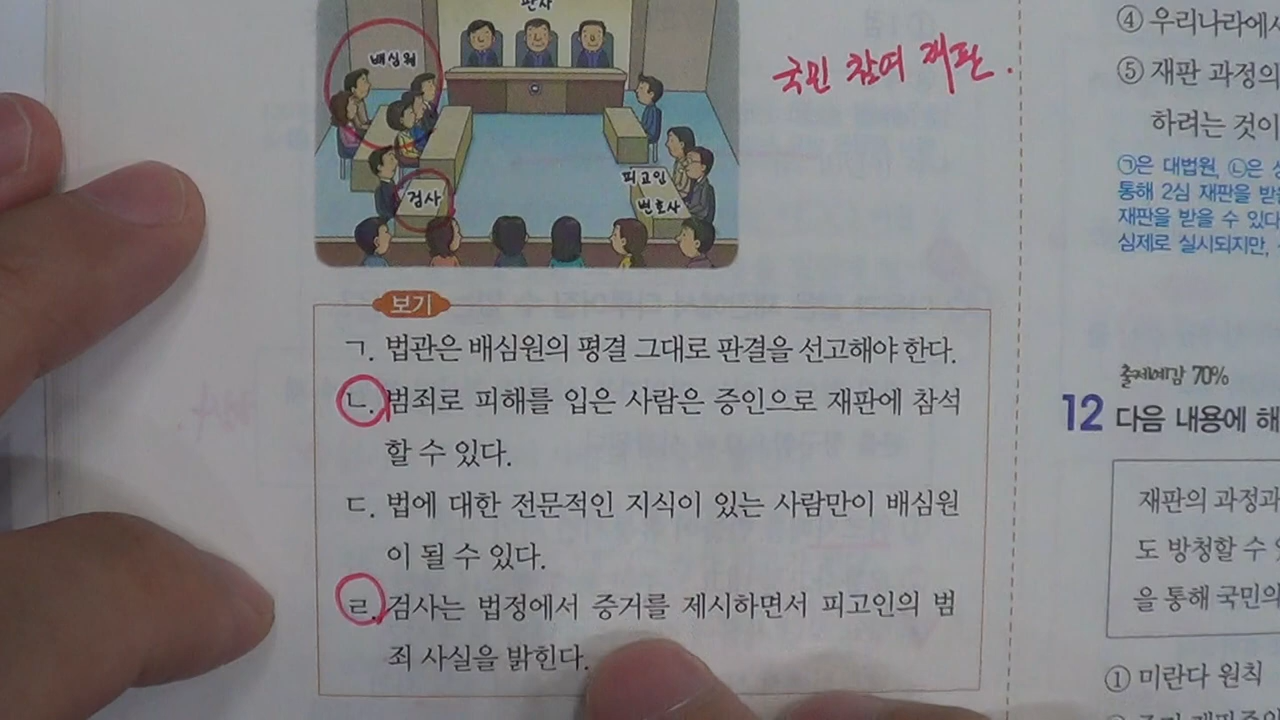 판사
배심원
국민 참여 재판.
검사
피고인
변호사
보기
ㄱ. 법관은 배심원의 평결 그대로 판결을 선고해야 한다.
ㄴ. 범죄로 피해를 입은 사람은 증인으로 재판에 참석
할 수 있다.
ㄷ. 법에 대한 전문적인 지식이 있는 사람만이 배심원
이 될 수 있다.
ㄹ. 검사는 법정에서 증거를 제시하면서 피고인의 범
죄 사실을 밝힌다.
④ 우리나라에서
⑤ 재판 과정의
하려는 것이
㉠은 대법원, ㉡은
통해 2심 재판을 받
재판을 받을 수 있다
심제로 실시되지만,
출제예감 70%
12 다음 내용에 해
재판의 과정과
도 방청할 수
을 통해 국민의
① 미란다 원칙